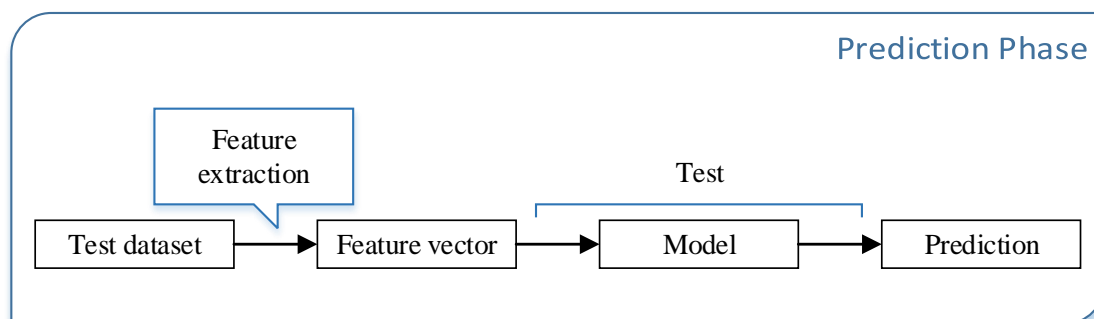 Prediction Phase
Feature
extraction
Test
Test dataset
Feature vector
Model
Prediction